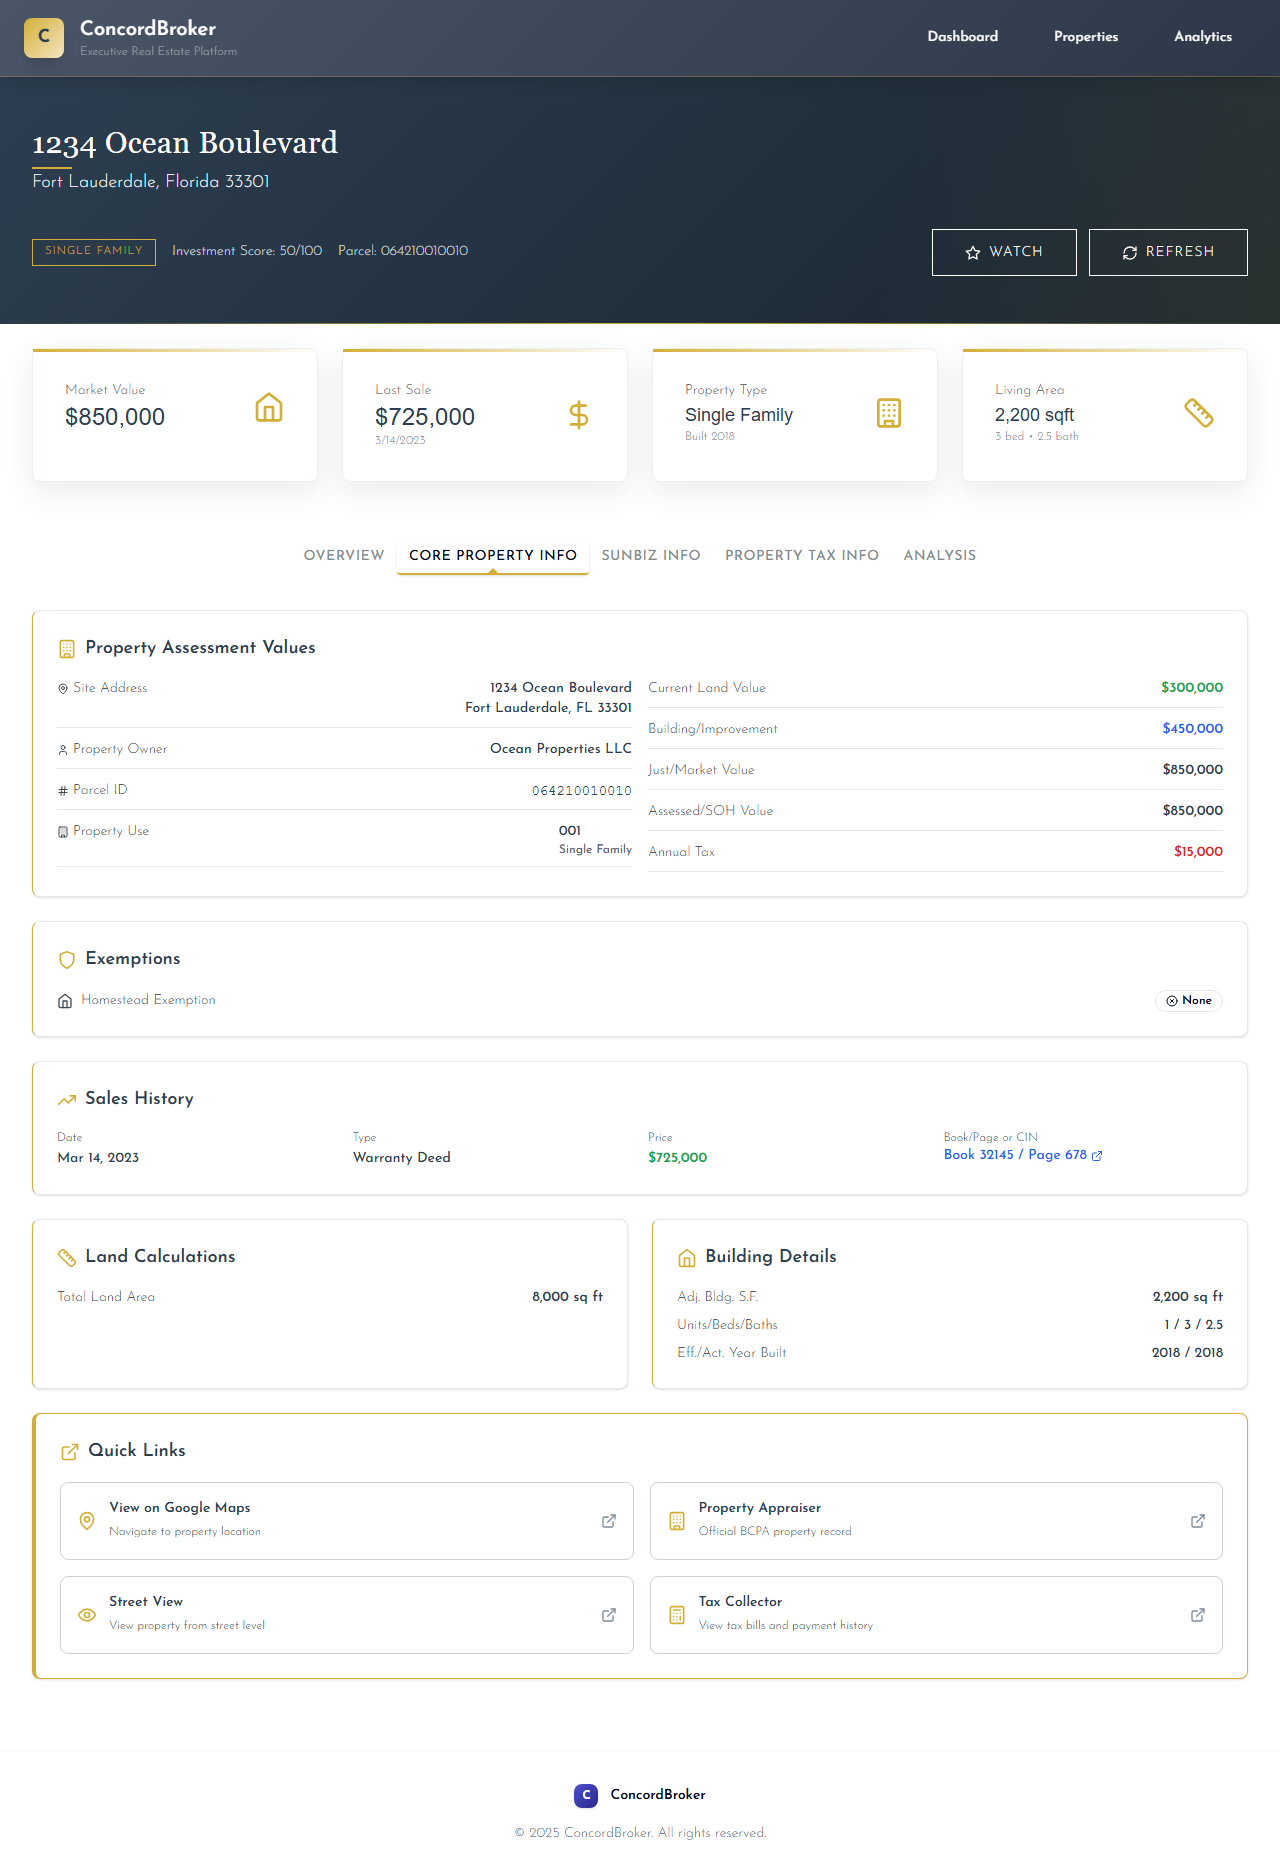 C
ConcordBroker
Executive Real Estate Platform
Dashboard
Properties
Analytics
1234 Ocean Boulevard
Fort Lauderdale, Florida 33301
SINGLE FAMILY
Investment Score: 50/100
Parcel: 064210010010
WATCH
REFRESH
Market Value
$850,000
Last Sale
$725,000
3/14/2023
Property Type
Single Family
Built 2018
Living Area
2,200 sqft
3 bed • 2.5 bath
OVERVIEW
CORE PROPERTY INFO
SUNBIZ INFO
PROPERTY TAX INFO
ANALYSIS
Property Assessment Values
Site Address
1234 Ocean Boulevard
Fort Lauderdale, FL 33301
Property Owner
Ocean Properties LLC
Parcel ID
064210010010
Property Use
001
Single Family
Current Land Value
$300,000
Building/Improvement
$450,000
Just/Market Value
$850,000
Assessed/SOH Value
$850,000
Annual Tax
$15,000
Exemptions
Homestead Exemption
None
Sales History
Date
Mar 14, 2023
Type
Warranty Deed
Price
$725,000
Book/Page or CIN
Book 32145 / Page 678
Land Calculations
Total Land Area
8,000 sq ft
Building Details
Adj. Bldg. S.F.
2,200 sq ft
Units/Beds/Baths
1 / 3 / 2.5
Eff./Act. Year Built
2018 / 2018
Quick Links
View on Google Maps
Navigate to property location
Property Appraiser
Official BCPA property record
Street View
View property from street level
Tax Collector
View tax bills and payment history
C
ConcordBroker
© 2025 ConcordBroker. All rights reserved.